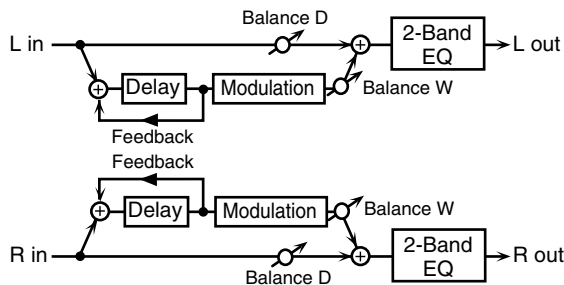 Balance D
L in
2-Band
EQ
L out
+
+
Delay
Modulation
Balance W
Feedback
Feedback
+
Delay
Modulation
Balance W
R in
+
2-Band
EQ
R out
Balance D